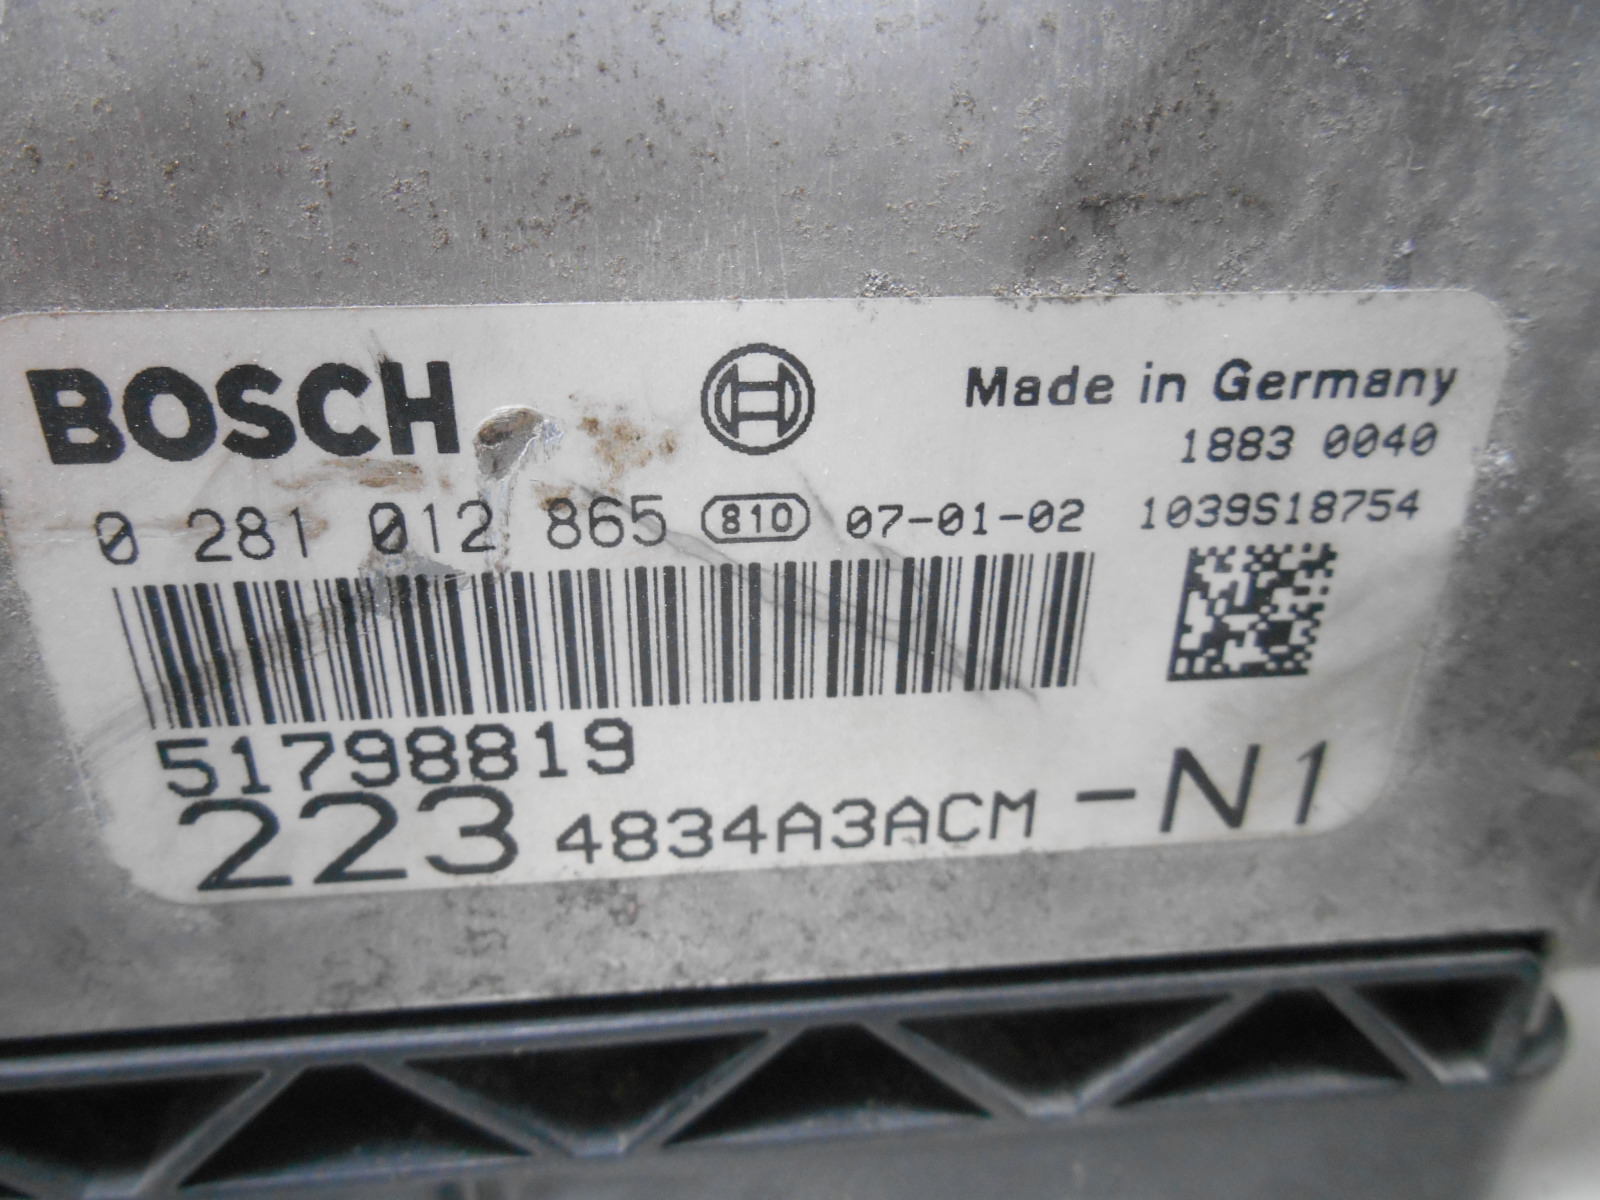 BOSCH
Made in Germany
1883 0040
0 281 012 865 810 07-01-02 1039S18754
51798819
223 4834A3ACM -N1